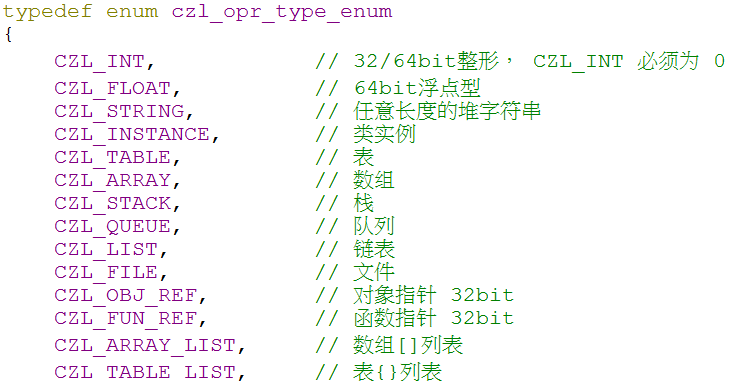 typedef enum czl_opr_type_enum
{
CZL_INT, // 32/64bit整形， CZL_INT 必须为 0
CZL_FLOAT, // 64bit浮点型
CZL_STRING, // 任意长度的堆字符串
CZL_INSTANCE, // 类实例
CZL_TABLE, // 表
CZL_ARRAY, // 数组
CZL_STACK, // 栈
CZL_QUEUE, // 队列
CZL_LIST, // 链表
CZL_FILE, // 文件
CZL_OBJ_REF, // 对象指针 32bit
CZL_FUN_REF, // 函数指针 32bit
CZL_ARRAY_LIST, // 数组[]列表
CZL_TABLE_LIST, // 表{}列表